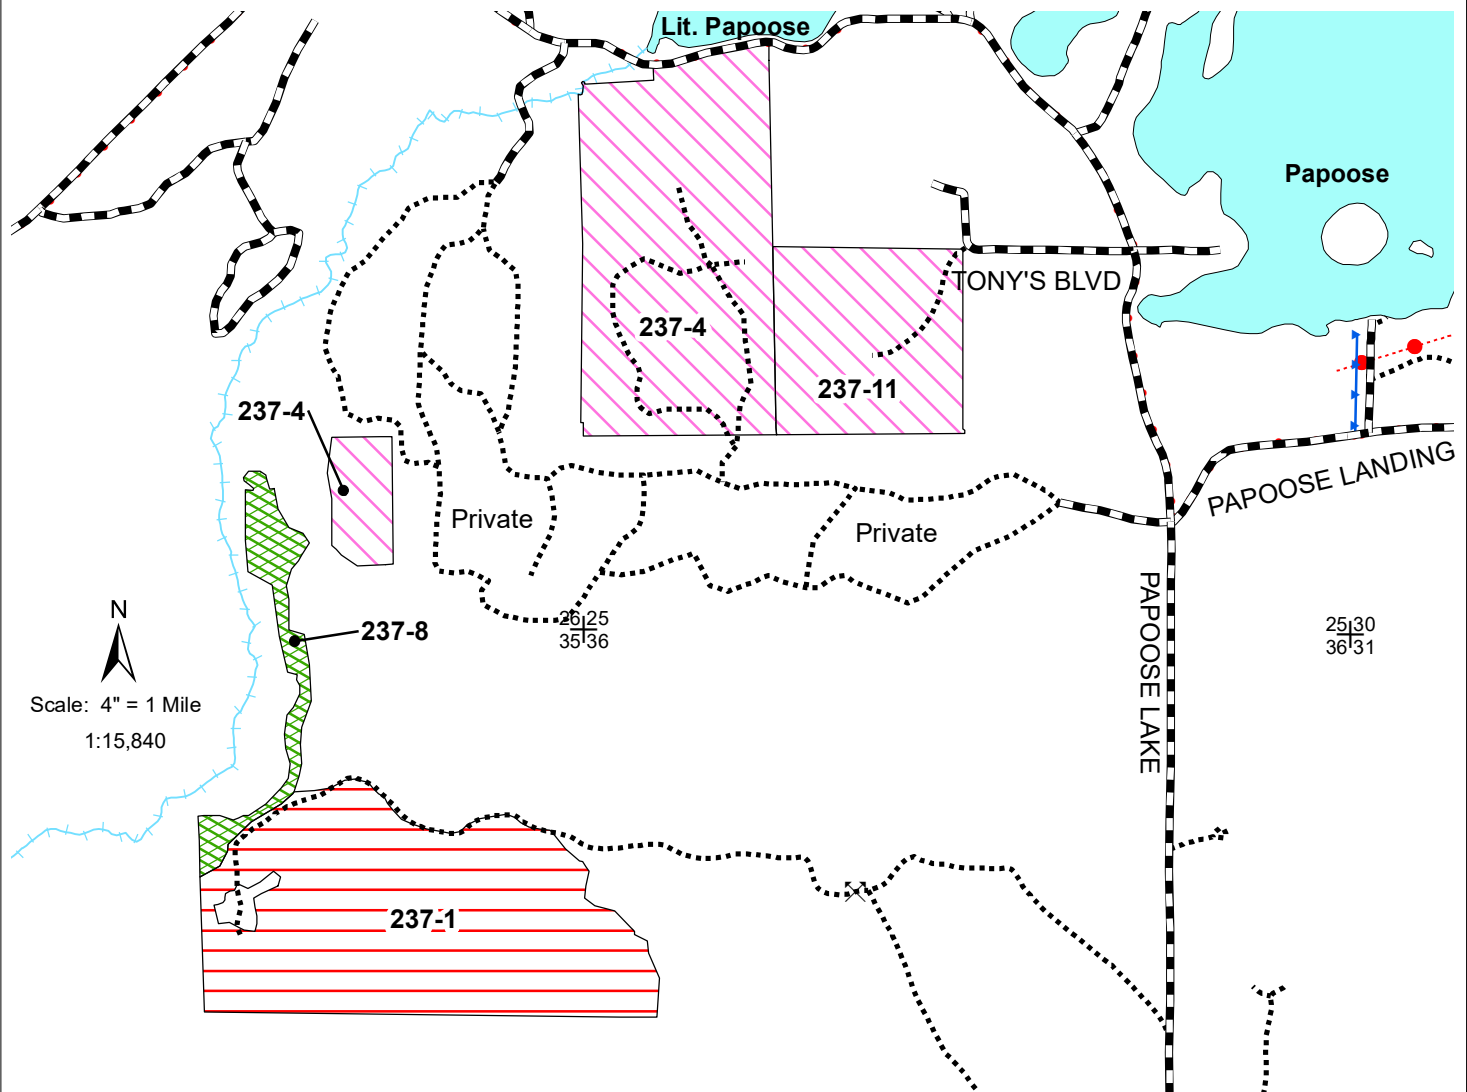 Lit. Papoose
Papoose
TONY'S BLVD
237-4
237-11
237-4
PAPOOSE LANDING
Private
Private
26 25
35 36
25 30
36 31
237-8
N
Scale: 4" = 1 Mile
1:15,840
PAPOOSE LAKE
237-1